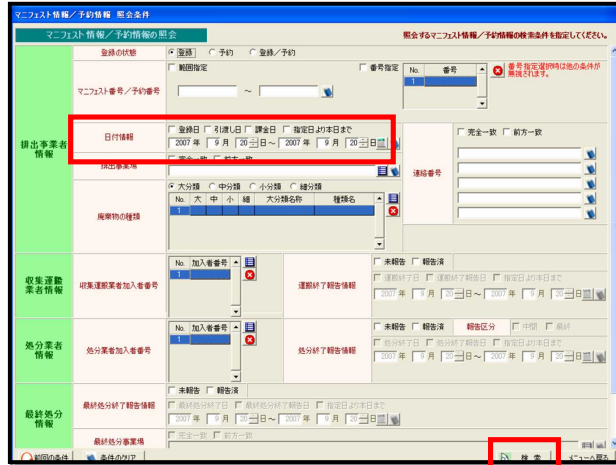 マニフェスト情報/予約情報 照会条件
マニフェスト情報/予約情報の照会
照会するマニフェスト情報/予約情報の検索条件を指定してください。
登録の状態 登録 予約 登録/予約
マニフェスト番号/予約番号 範囲指定 ~ 番号指定 No. 番号 1 番号指定選択時は他の条件が
無視されます。
排出事業者
情報
日付情報 登録日 引渡し日 課金日 指定日より本日まで
2007 年 9 月 20 日~ 2007 年 9 月 20 日
排出事業場 完全一致 前方一致
連絡番号 完全一致 前方一致
廃棄物の種類 大分類 中分類 小分類 細分類
No. 大 中 小 細 大分類名称 種類名
1
収集運搬
業者情報
収集運搬業者加入者番号 No. 加入者番号
1
運搬終了報告情報 未報告 報告済
運搬終了日 運搬終了報告日 指定日より本日まで
2007 年 9 月 20 日~ 2007 年 9 月 20 日
処分業者
情報
処分業者加入者番号 No. 加入者番号
1
処分終了報告情報 未報告 報告済 報告区分 中間 最終
処分終了日 処分終了報告日 指定日より本日まで
2007 年 9 月 20 日~ 2007 年 9 月 20 日
最終処分
情報
最終処分終了報告情報 未報告 報告済
最終処分終了日 最終処分終了報告日 指定日より本日まで
2007 年 9 月 20 日~ 2007 年 9 月 20 日
最終処分事業場 完全一致 前方一致
前回の条件 条件のクリア 検 索 メニューへ戻る